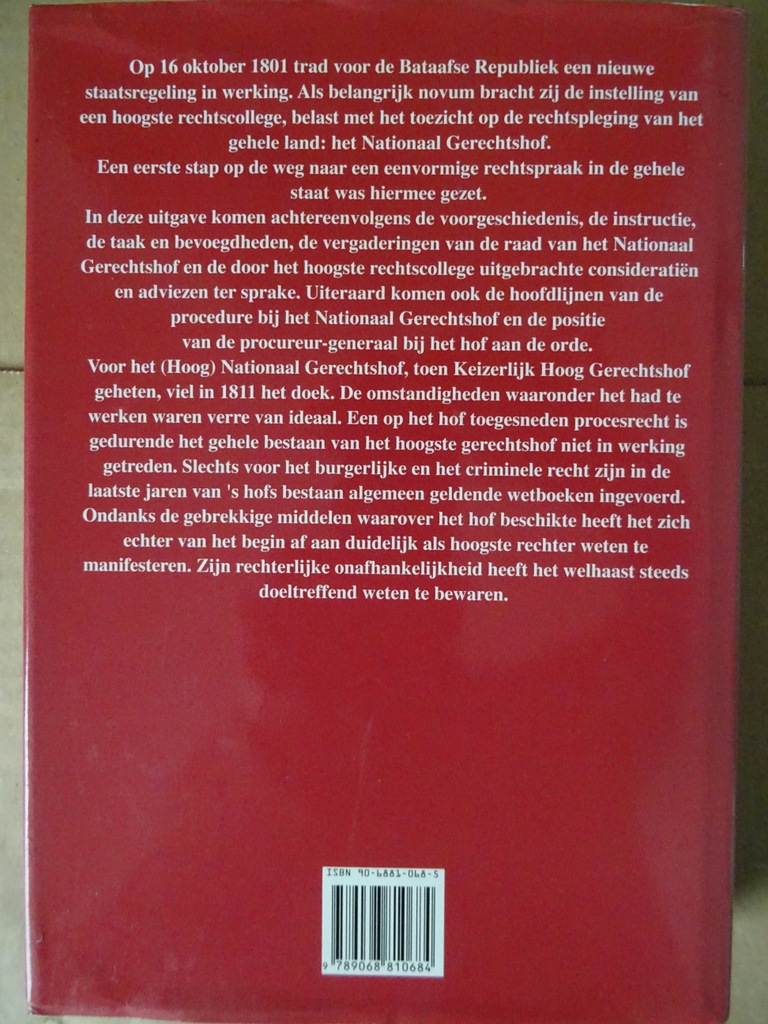 Op 16 oktober 1801 trad voor de Bataafse Republiek een nieuwe
staatsregeling in werking. Als belangrijk novum bracht zij de instelling van
een hoogste rechtscollege, belast met het toezicht op de rechtspleging van het
gehele land: het Nationaal Gerechtshof.
Een eerste stap op de weg naar een eenvormige rechtspraak in de gehele
staat was hiermee gezet.
In deze uitgave komen achtereenvolgens de voorgeschiedenis, de instructie,
de taak en bevoegdheden, de vergaderingen van de raad van het Nationaal
Gerechtshof en de door het hoogste rechtscollege uitgebrachte consideratiën
en adviezen ter sprake. Uiteraard komen ook de hoofdlijnen van de
procedure bij het Nationaal Gerechtshof en de positie
van de procureur-generaal bij het hof aan de orde.
Voor het (Hoog) Nationaal Gerechtshof, toen Keizerlijk Hoog Gerechtshof
geheten, viel in 1811 het doek. De omstandigheden waaronder het had te
werken waren verre van ideaal. Een op het hof toegesneden procesrecht is
gedurende het gehele bestaan van het hoogste gerechtshof niet in werking
getreden. Slechts voor het burgerlijke en het criminele recht zijn in de
laatste jaren van 's hofs bestaan algemeen geldende wetboeken ingevoerd.
Ondanks de gebrekkige middelen waarover het hof beschikte heeft het zich
echter van het begin af aan duidelijk als hoogste rechter weten te
manifesteren. Zijn rechterlijke onafhankelijkheid heeft het welhaast steeds
doeltreffend weten te bewaren.
ISBN 90-6881-068-5
9 789068 810684